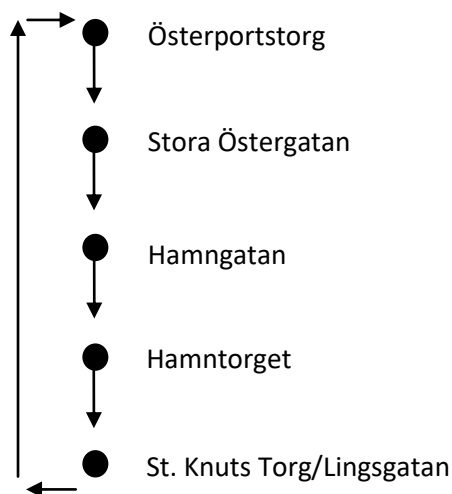 Österportstorg
Stora Östergatan
Hamngatan
Hamntorget
St. Knuts Torg/Lingsgatan